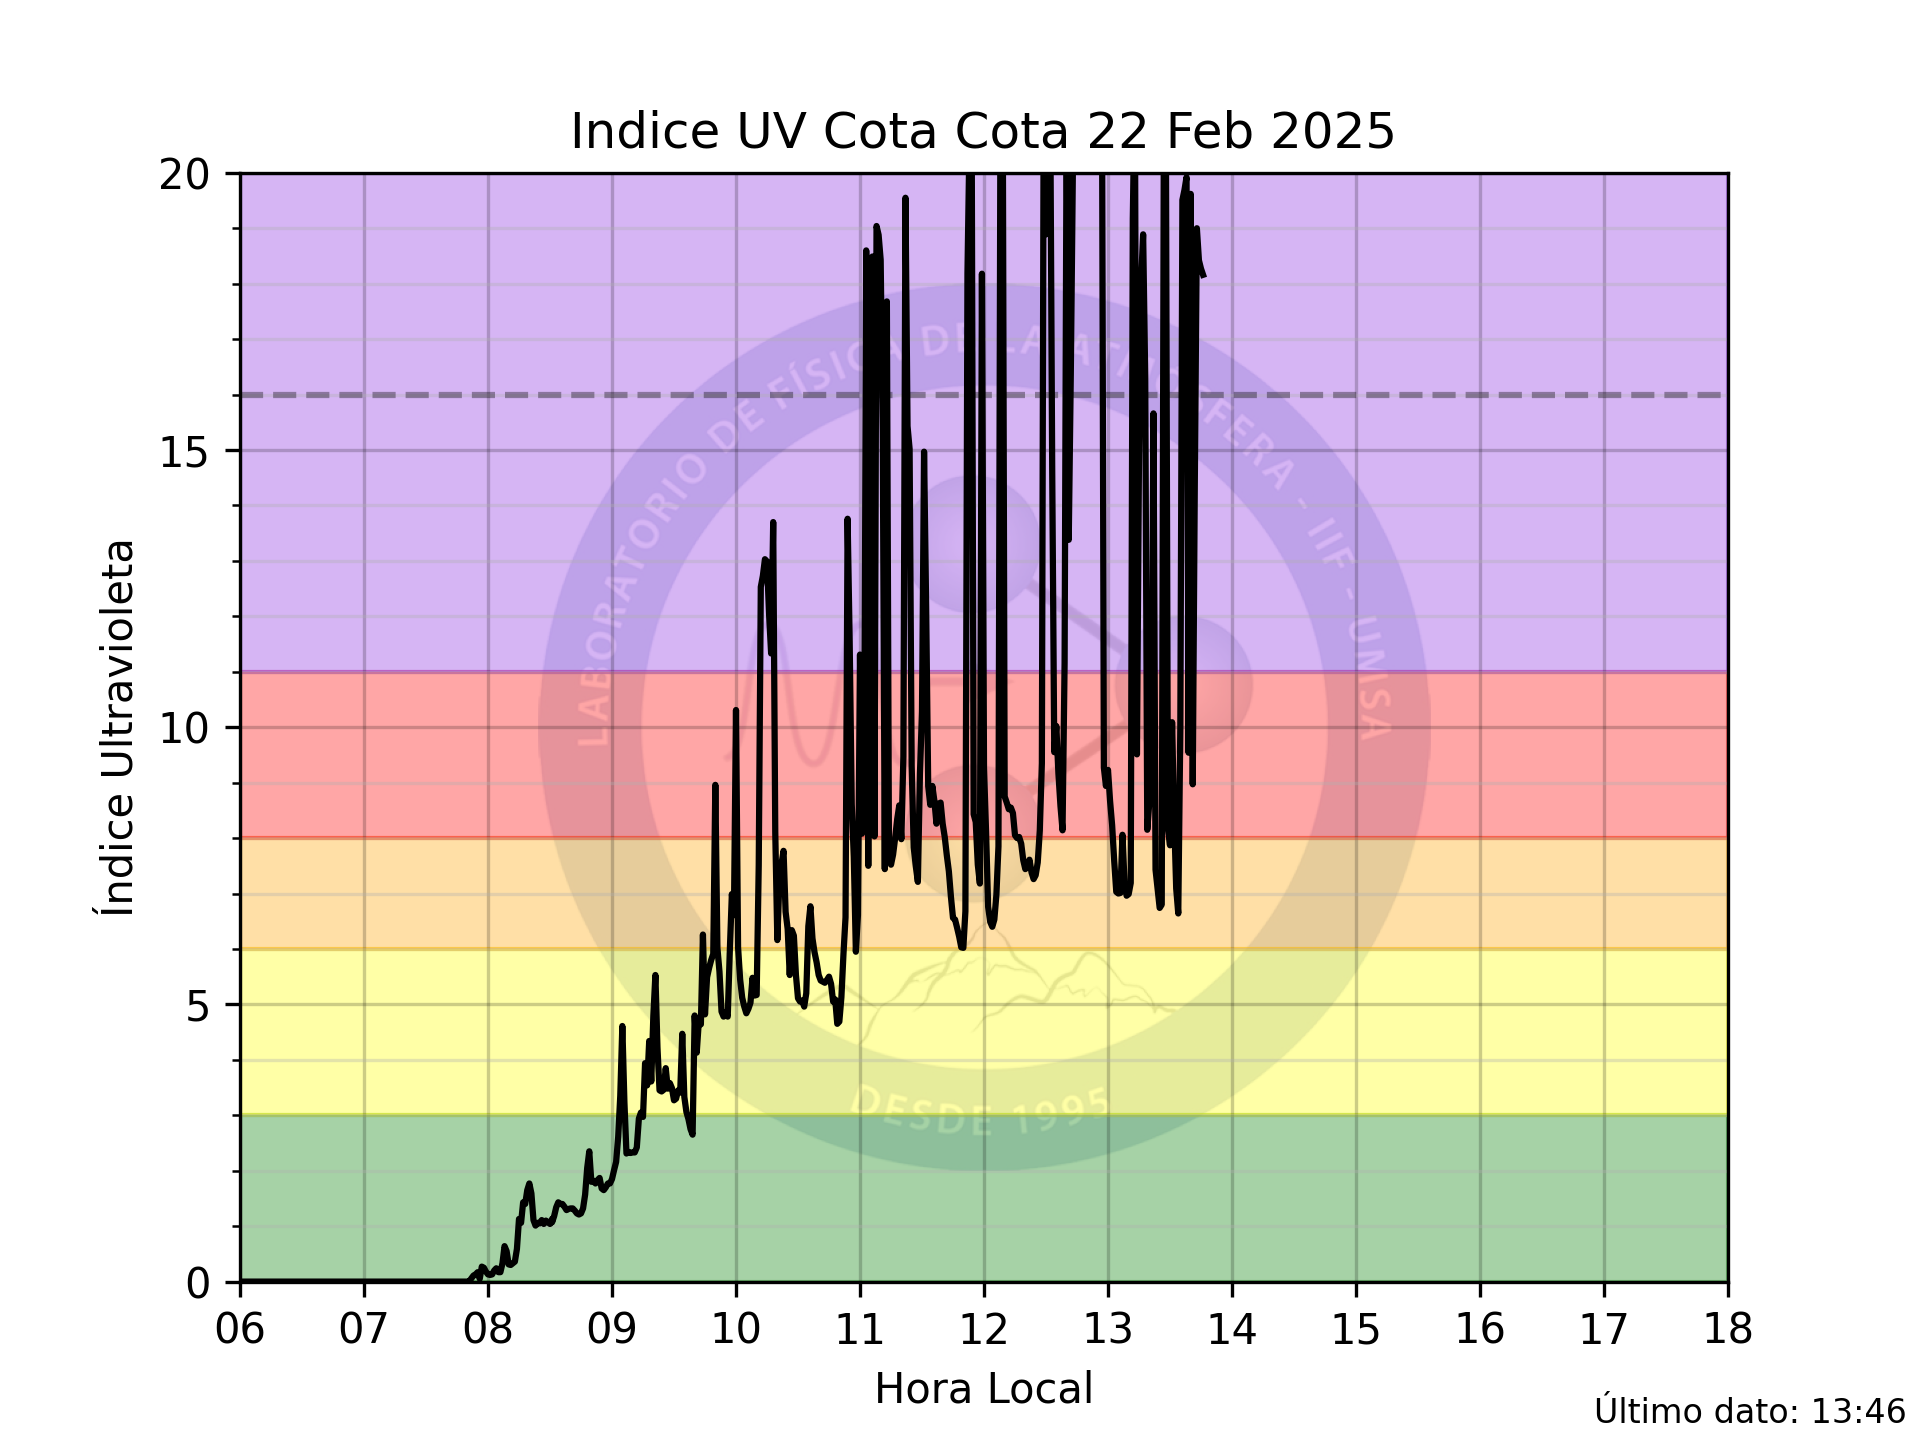 Indice UV Cota Cota 22 Feb 2025
20
15
10
5
0
Índice Ultravioleta
LABORATORIO DE FÍSICA DE LA ATMÓSFERA - IIF - UMSA
DESDE 1995
06 07 08 09 10 11 12 13 14 15 16 17 18
Hora Local
Último dato: 13:46